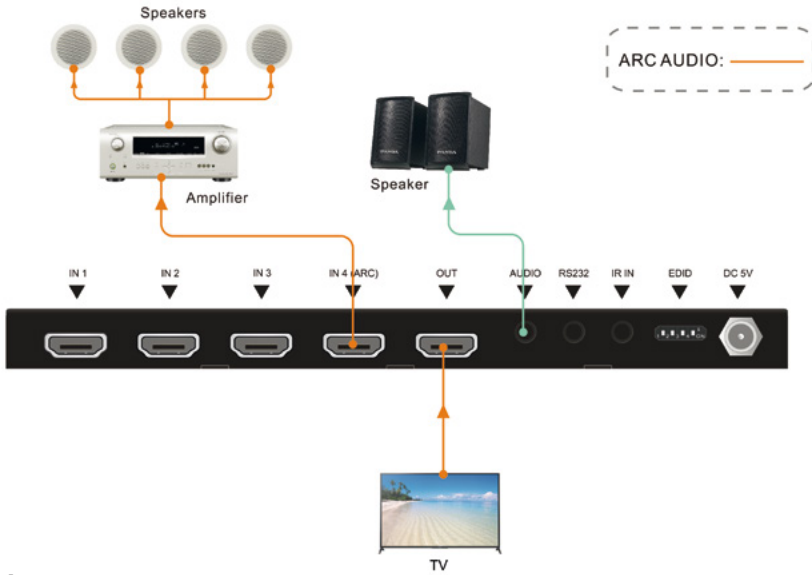 Speakers
ARC AUDIO:
Amplifier
Speaker
IN 1
IN 2
IN 3
IN 4 (ARC)
OUT
AUDIO
RS232
IR IN
EDID
DC 5V
TV